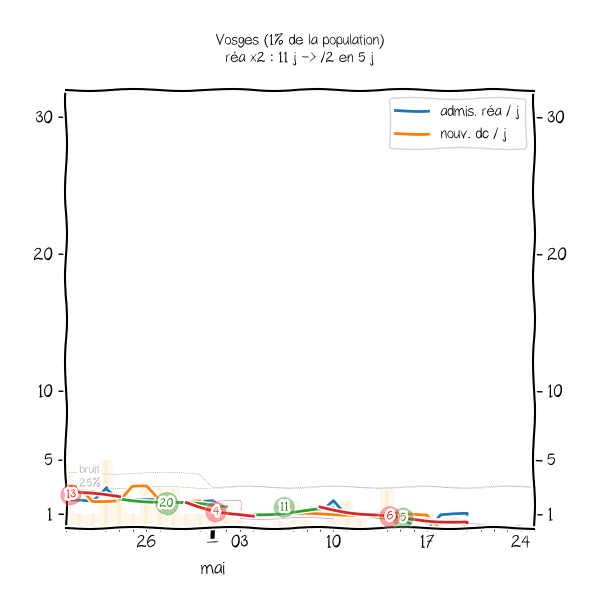 Vosges (1% de la population)
réa x2 : 11 j -> /2 en 5 j
admis. réa / j
nouv. dc / j
30 30
20 20
10 10
5 5
bruit
25%
13 20 4 11 6 5
1 1
26 1 03 10 17 24
mai